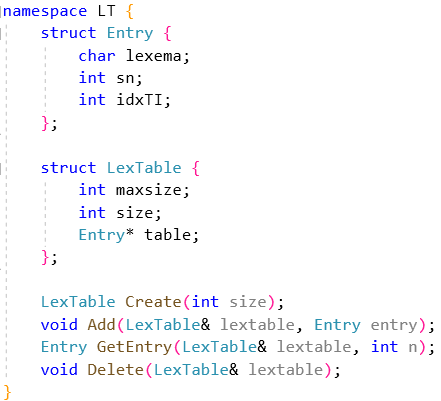 namespace LT {
    struct Entry {
        char lexema;
        int sn;
        int idxTI;
    };

    struct LexTable {
        int maxsize;
        int size;
        Entry* table;
    };

    LexTable Create(int size);
    void Add(LexTable& lextable, Entry entry);
    Entry GetEntry(LexTable& lextable, int n);
    void Delete(LexTable& lextable);
}